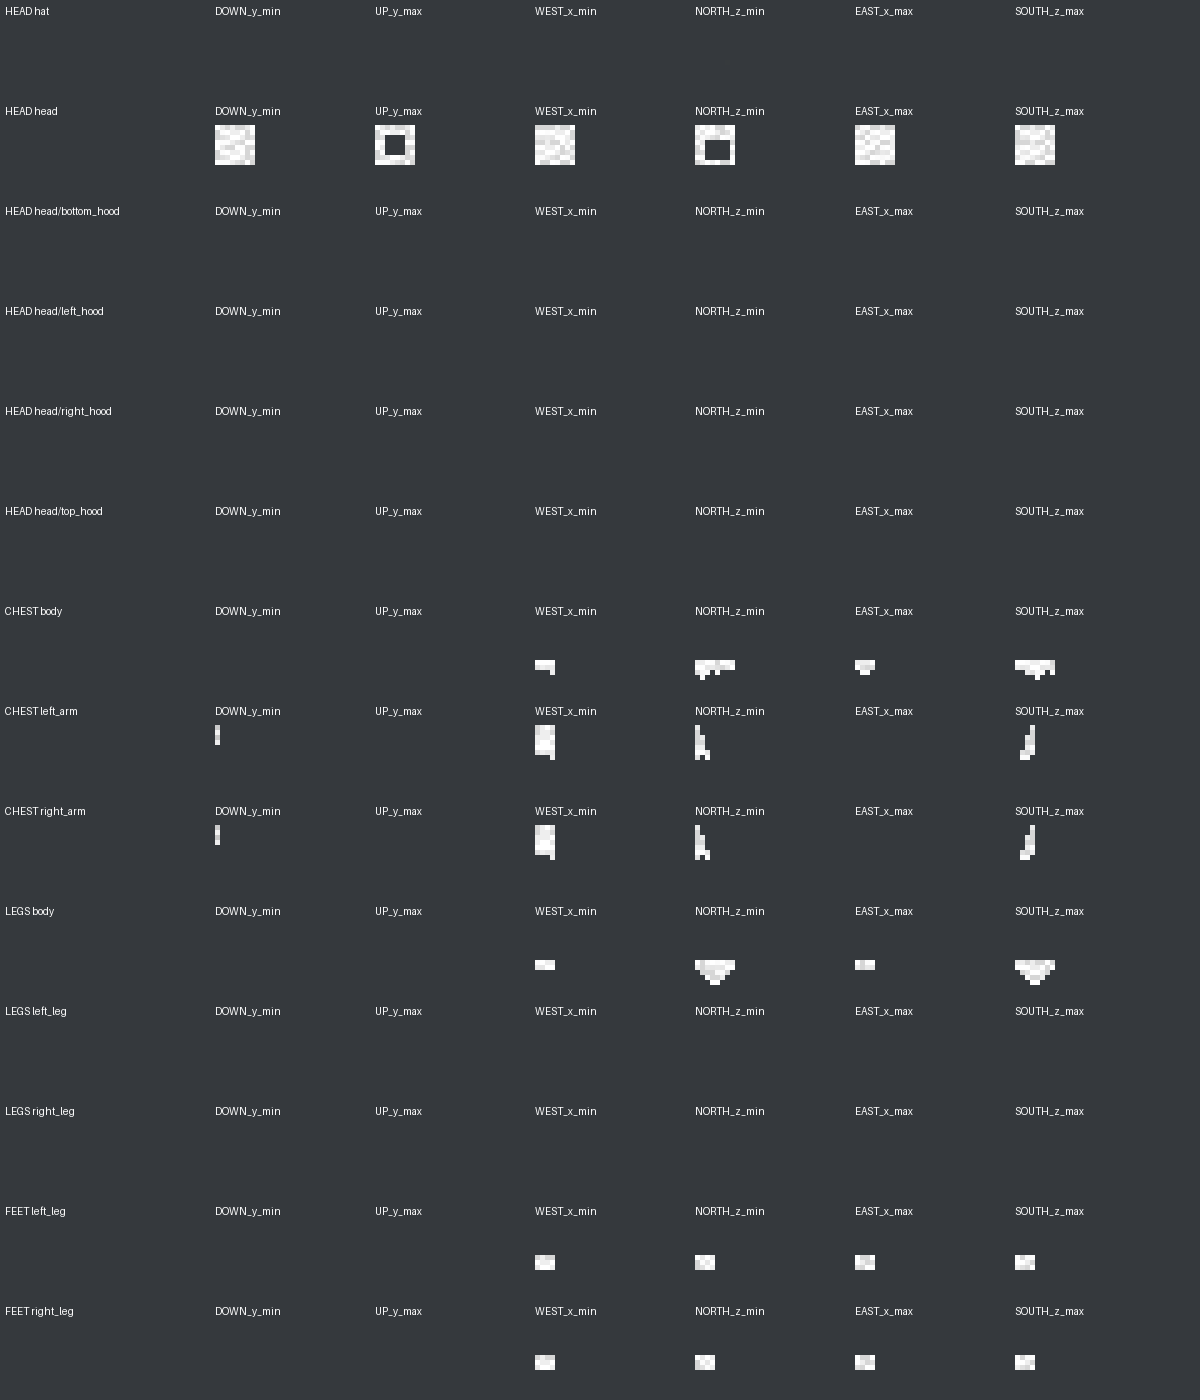 HEAD hat DOWN_y_min UP_y_max WEST_x_min NORTH_z_min EAST_x_max SOUTH_z_max
HEAD head DOWN_y_min UP_y_max WEST_x_min NORTH_z_min EAST_x_max SOUTH_z_max
HEAD head/bottom_hood DOWN_y_min UP_y_max WEST_x_min NORTH_z_min EAST_x_max SOUTH_z_max
HEAD head/left_hood DOWN_y_min UP_y_max WEST_x_min NORTH_z_min EAST_x_max SOUTH_z_max
HEAD head/right_hood DOWN_y_min UP_y_max WEST_x_min NORTH_z_min EAST_x_max SOUTH_z_max
HEAD head/top_hood DOWN_y_min UP_y_max WEST_x_min NORTH_z_min EAST_x_max SOUTH_z_max
CHEST body DOWN_y_min UP_y_max WEST_x_min NORTH_z_min EAST_x_max SOUTH_z_max
CHEST left_arm DOWN_y_min UP_y_max WEST_x_min NORTH_z_min EAST_x_max SOUTH_z_max
CHEST right_arm DOWN_y_min UP_y_max WEST_x_min NORTH_z_min EAST_x_max SOUTH_z_max
LEGS body DOWN_y_min UP_y_max WEST_x_min NORTH_z_min EAST_x_max SOUTH_z_max
LEGS left_leg DOWN_y_min UP_y_max WEST_x_min NORTH_z_min EAST_x_max SOUTH_z_max
LEGS right_leg DOWN_y_min UP_y_max WEST_x_min NORTH_z_min EAST_x_max SOUTH_z_max
FEET left_leg DOWN_y_min UP_y_max WEST_x_min NORTH_z_min EAST_x_max SOUTH_z_max
FEET right_leg DOWN_y_min UP_y_max WEST_x_min NORTH_z_min EAST_x_max SOUTH_z_max